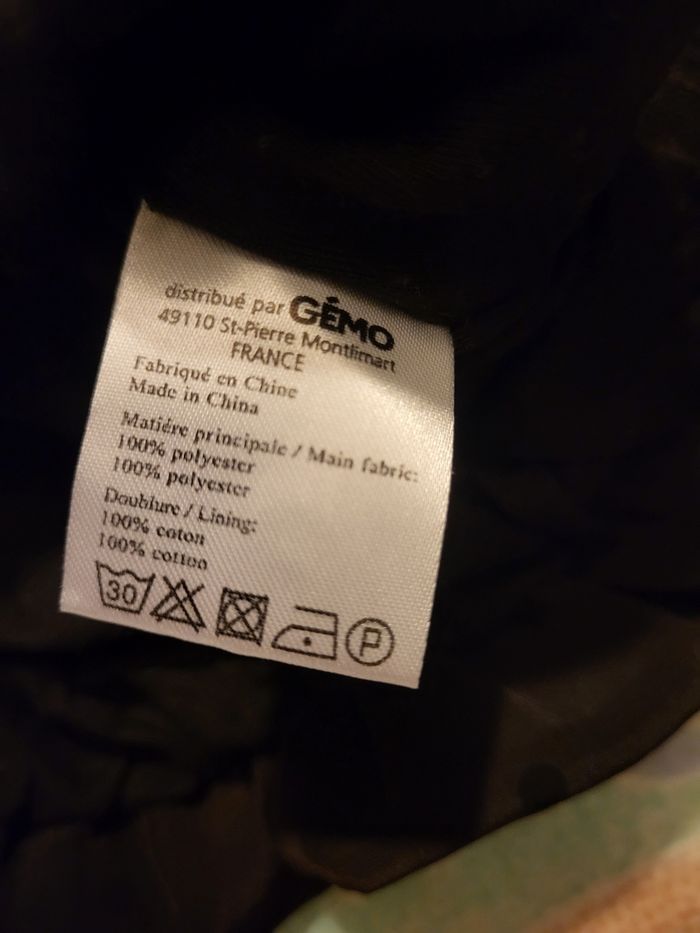 distribué par GÉMO
49110 St-Pierre Montlimart
FRANCE
Fabriqué en Chine
Made in China
Matiére principale / Main fabric:
100% polyester
100% polyester
Doublure / Lining:
100% coton
100% cotton
30 P